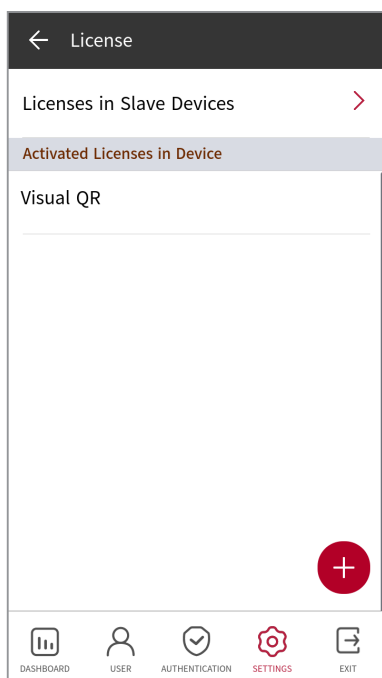 License
Licenses in Slave Devices
Activated Licenses in Device
Visual QR
DASHBOARD
USER
AUTHENTICATION
SETTINGS
EXIT